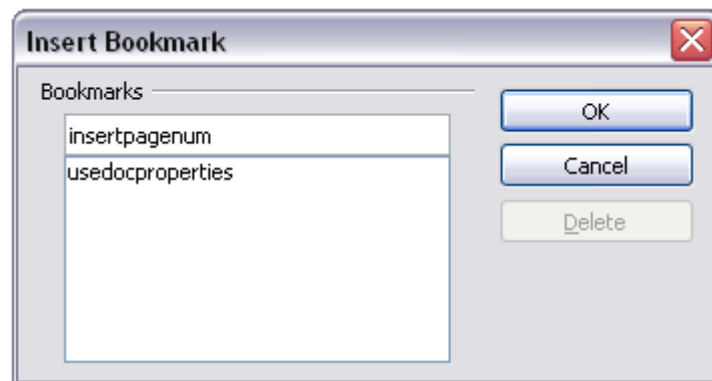 Insert Bookmark
Bookmarks
insertpagenum
usedocproperties
OK
Cancel
Delete